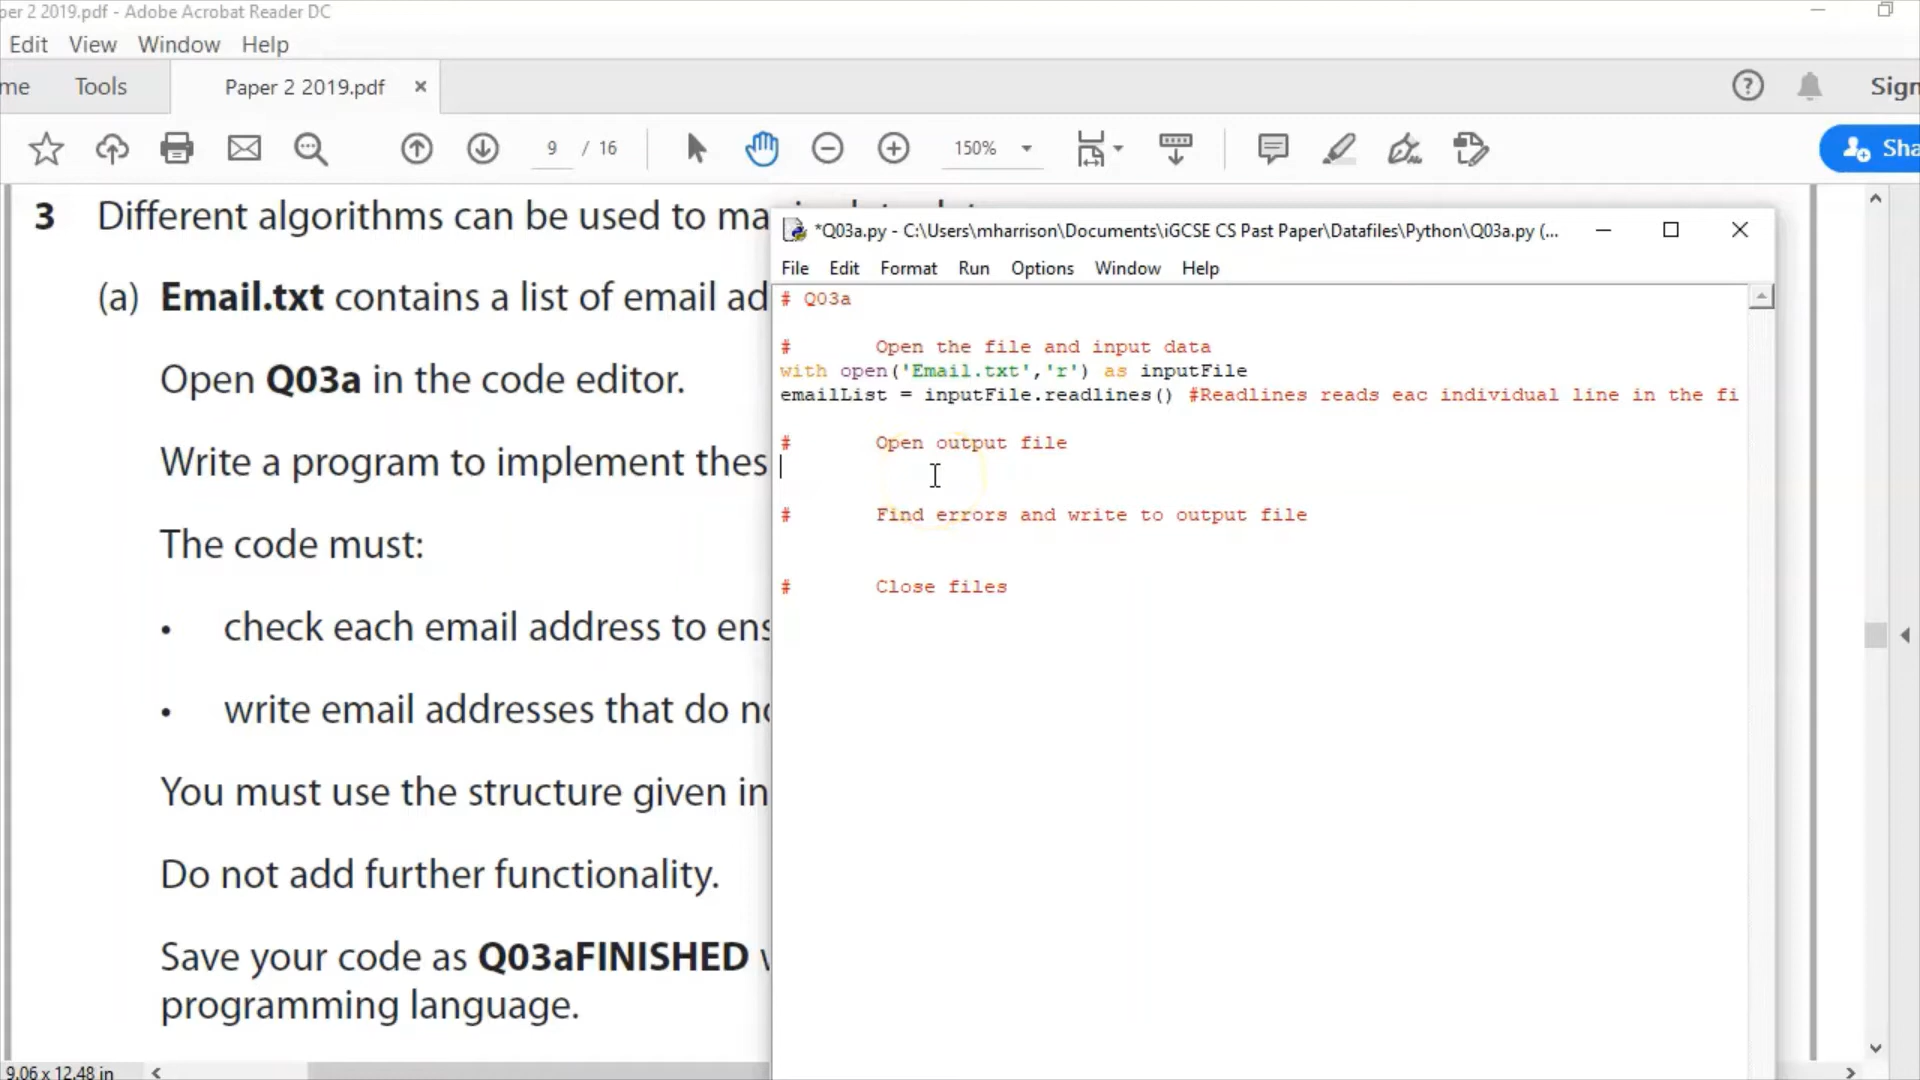 per 2 2019.pdf - Adobe Acrobat Reader DC
Edit View Window Help
me Tools Paper 2 2019.pdf × Sign
9 / 16 150% Sha
3 Different algorithms can be used to ma
(a) Email.txt contains a list of email ad
Open Q03a in the code editor.
Write a program to implement thes
The code must:
• check each email address to ens
• write email addresses that do no
You must use the structure given in
Do not add further functionality.
Save your code as Q03aFINISHED w
programming language.
9.06 x 12.48 in
*Q03a.py - C:\Users\mharrison\Documents\iGCSE CS Past Paper\Datafiles\Python\Q03a.py (...
File Edit Format Run Options Window Help
# Q03a
# Open the file and input data
with open('Email.txt','r') as inputFile
emailList = inputFile.readlines() #Readlines reads eac individual line in the fi
# Open output file
# Find errors and write to output file
# Close files